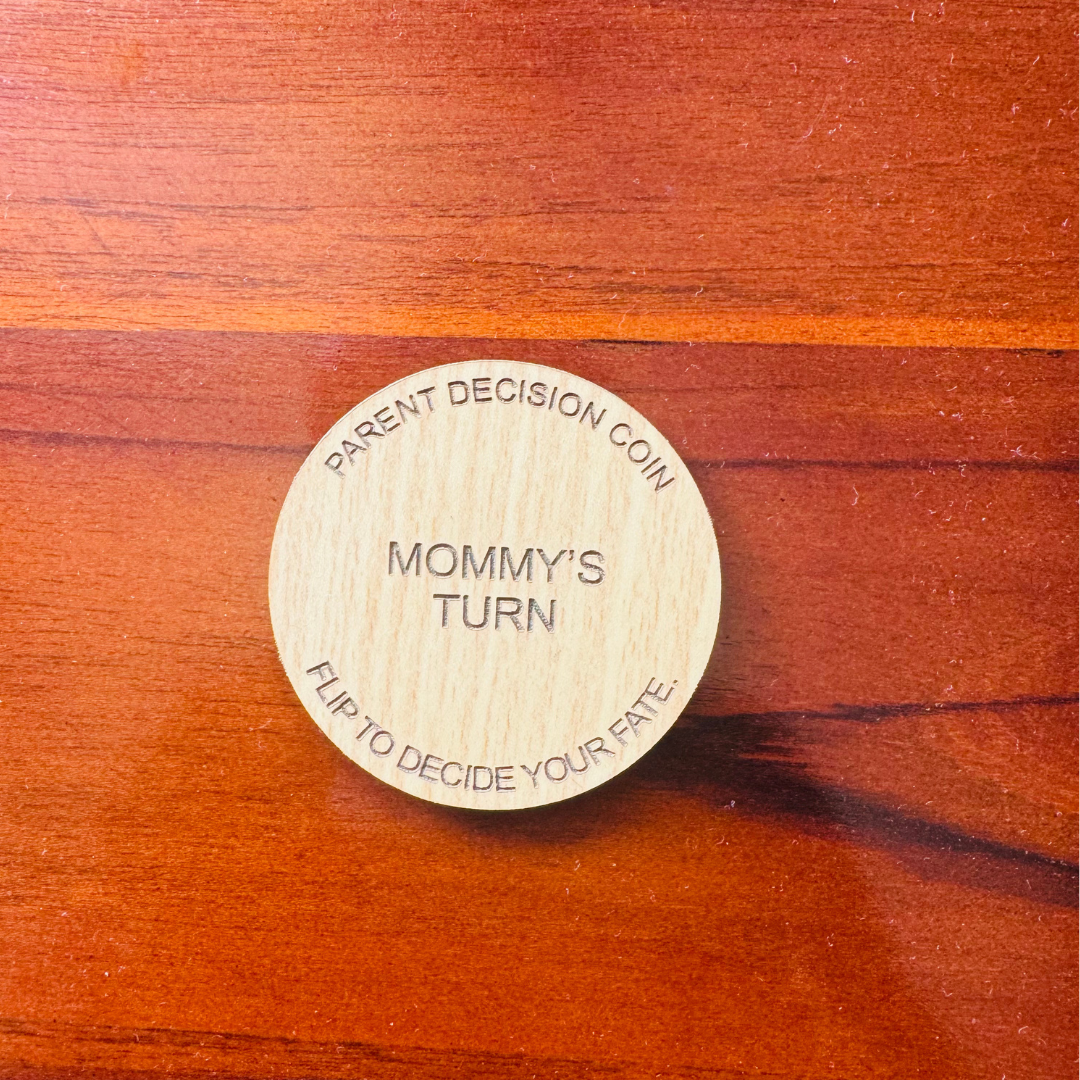 PARENT DECISION COIN
MOMMY'S
TURN
FLIP TO DECIDE YOUR FATE.